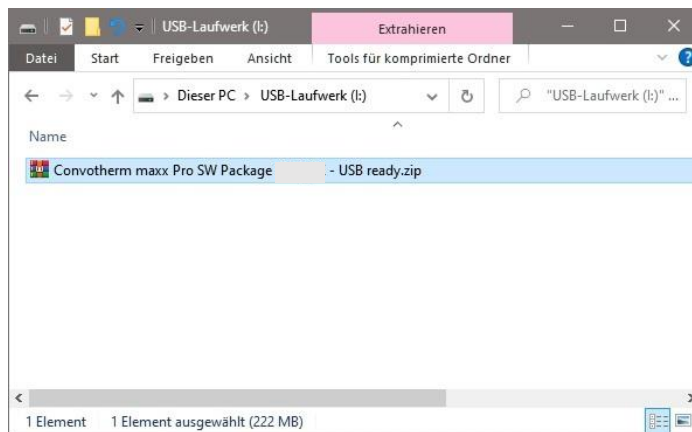 USB-Laufwerk (I:)
Extrahieren
Datei Start Freigeben Ansicht Tools für komprimierte Ordner
Dieser PC > USB-Laufwerk (I:)
"USB-Laufwerk (I:)" ...
Name
Convotherm maxx Pro SW Package - USB ready.zip
1 Element 1 Element ausgewählt (222 MB)